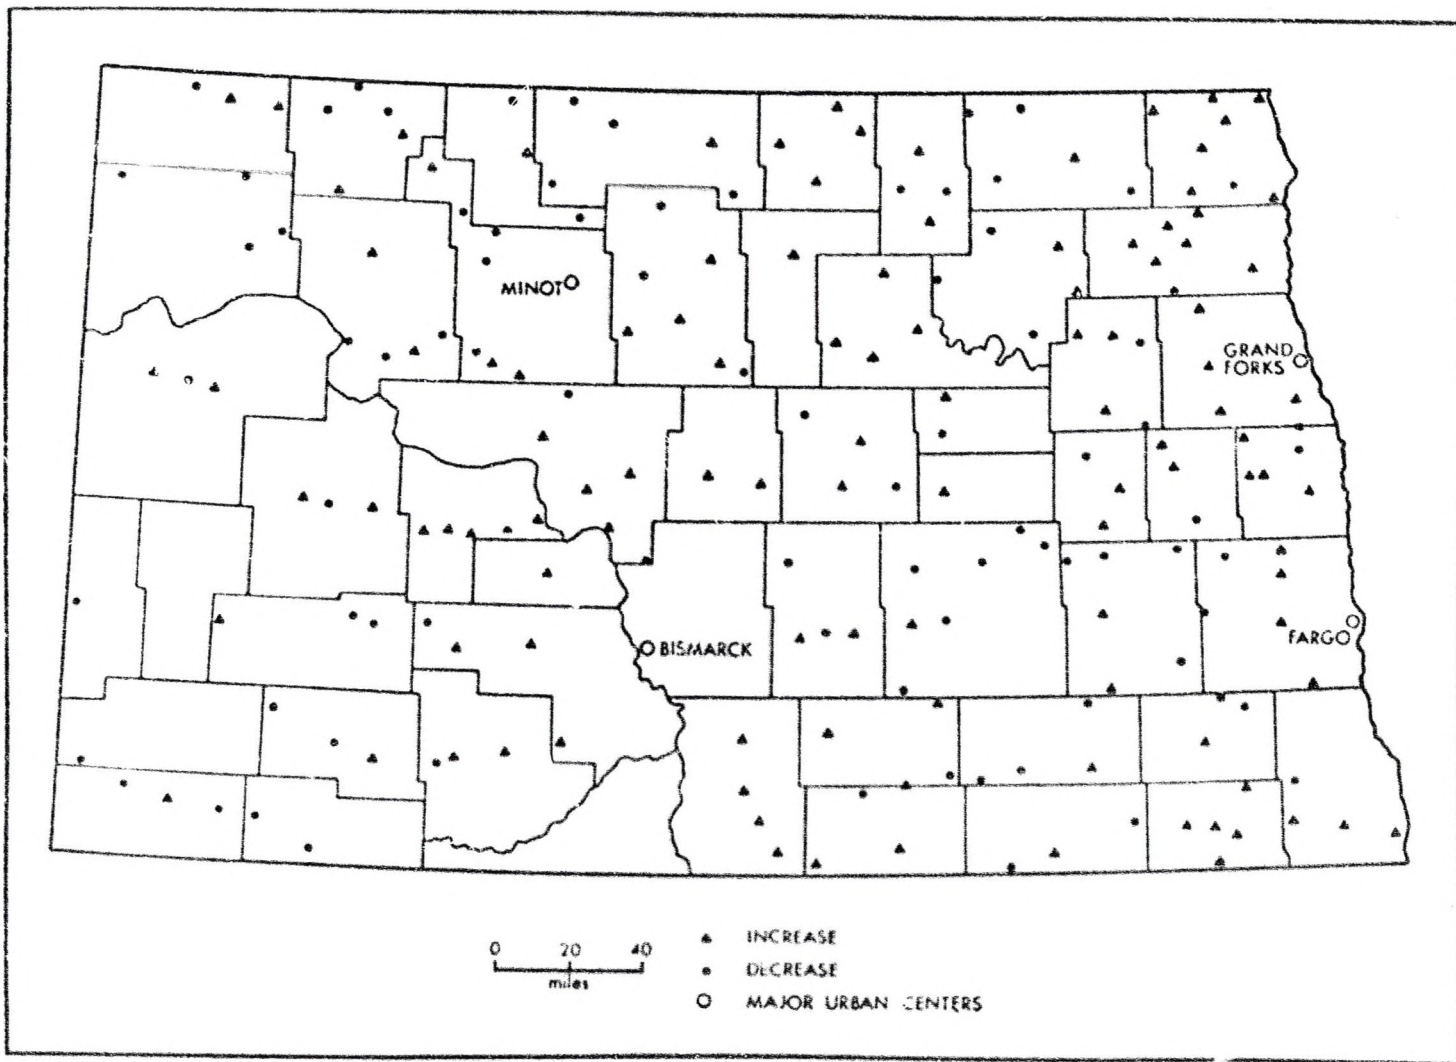 MINOT
GRAND
FORKS
BISMARCK
FARGO
0 20 40
miles
INCREASE
DECREASE
MAJOR URBAN CENTERS